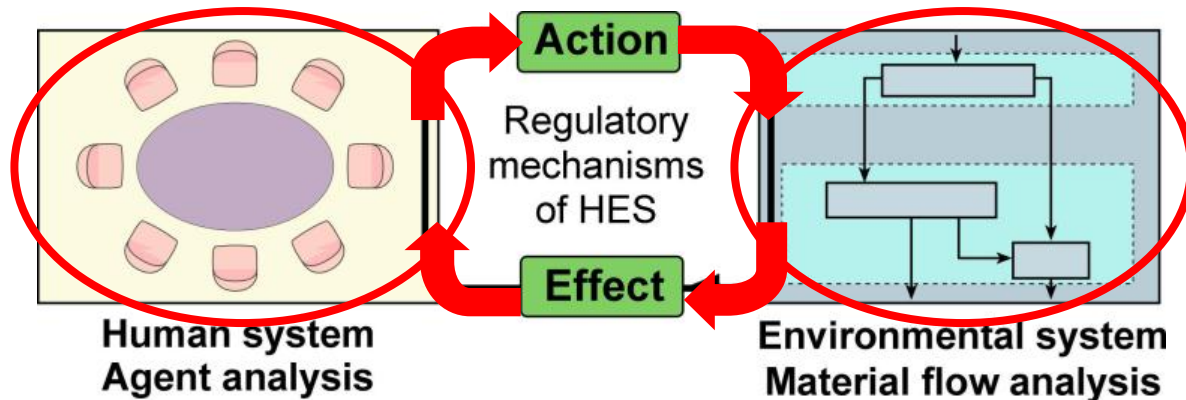 Action
Regulatory
mechanisms
of HES
Effect
Human system
Agent analysis
Environmental system
Material flow analysis